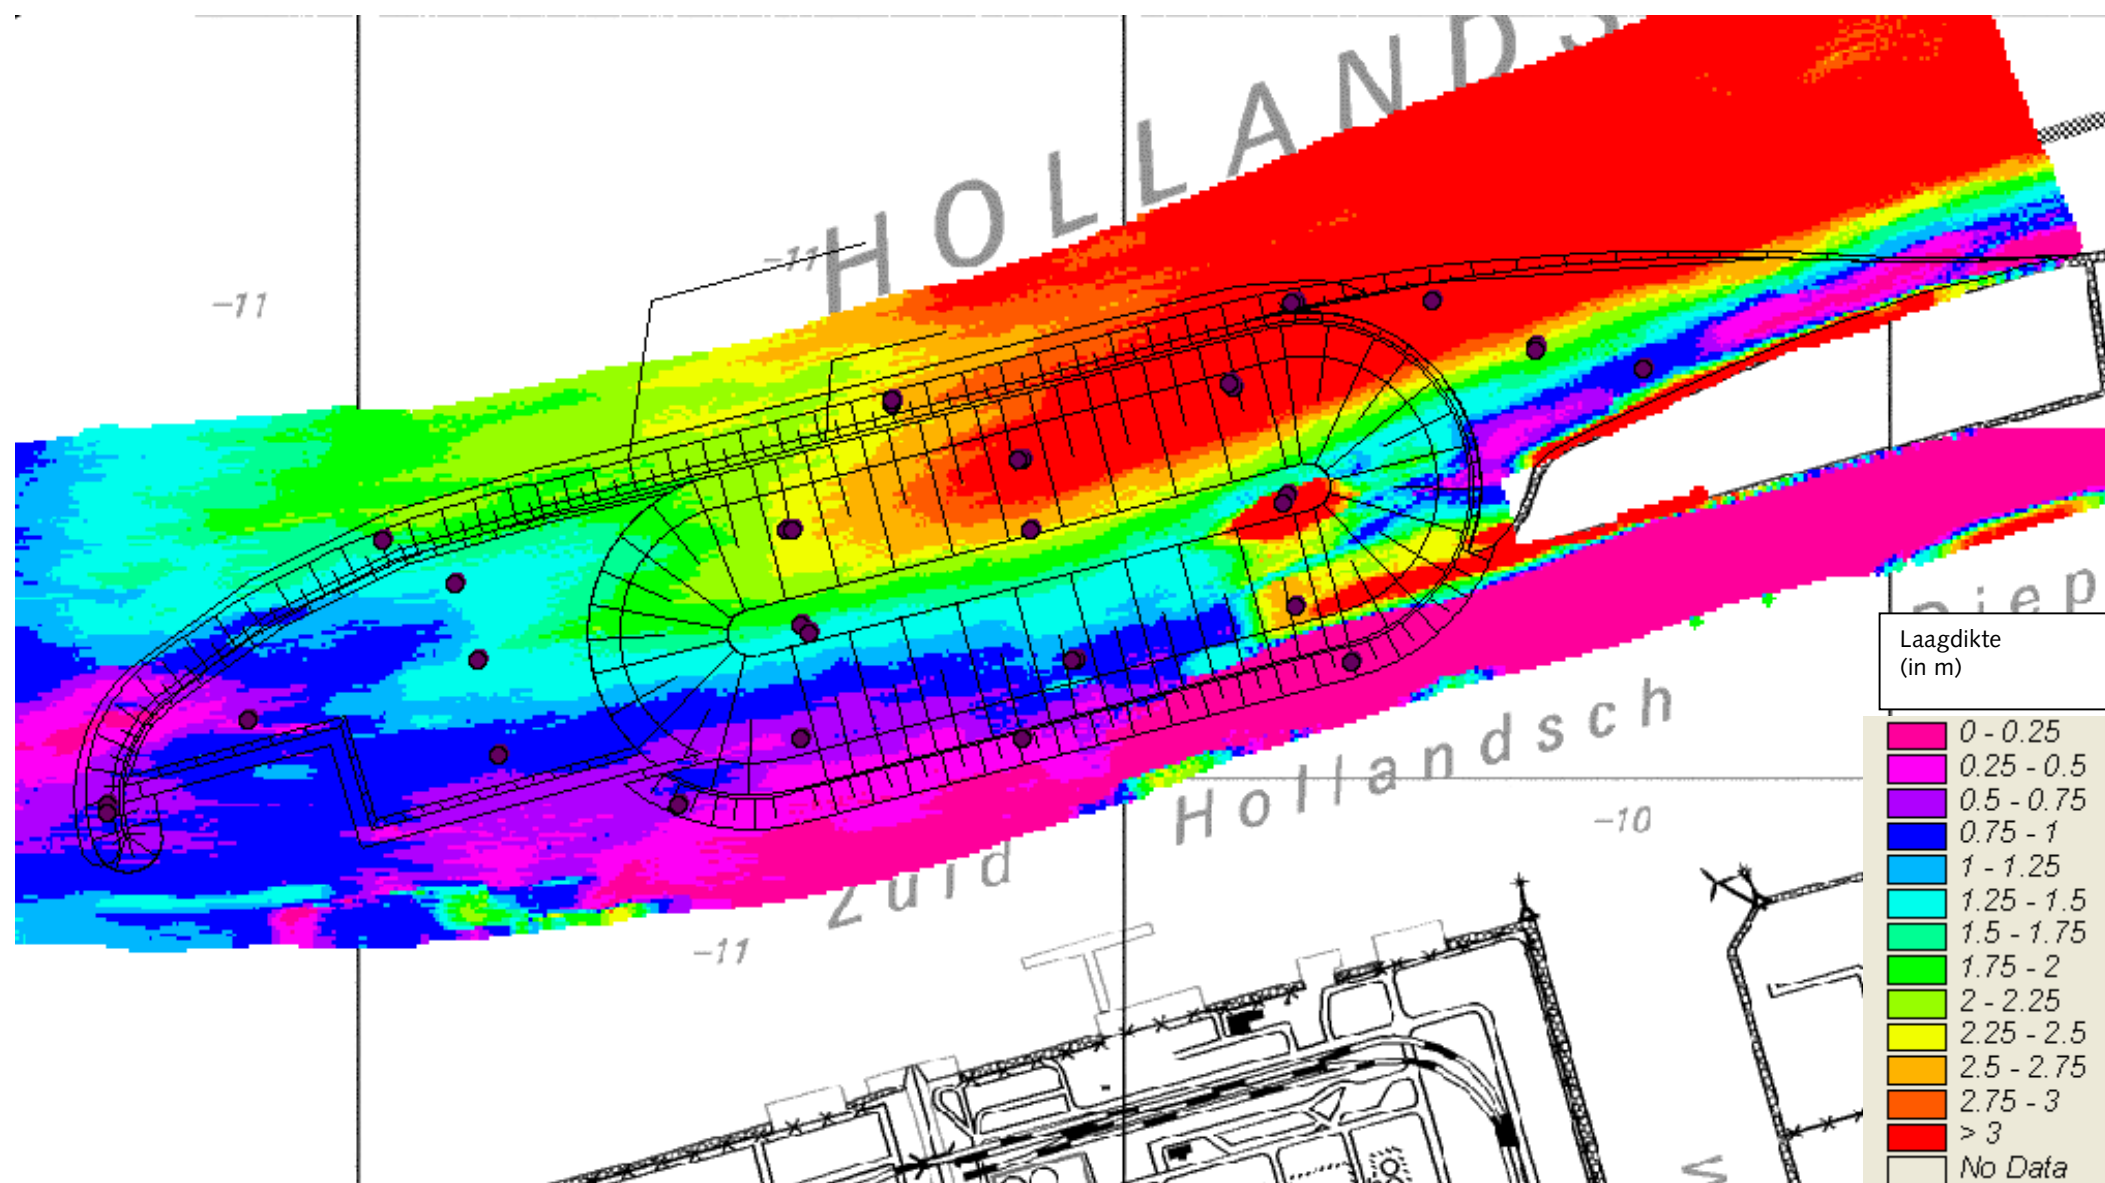 HOLLANDS
-11
-11
Diep
Laagdikte
(in m)
Hollandsch
Zuid
-10
-11
0 - 0.25
0.25 - 0.5
0.5 - 0.75
0.75 - 1
1 - 1.25
1.25 - 1.5
1.5 - 1.75
1.75 - 2
2 - 2.25
2.25 - 2.5
2.5 - 2.75
2.75 - 3
> 3
No Data